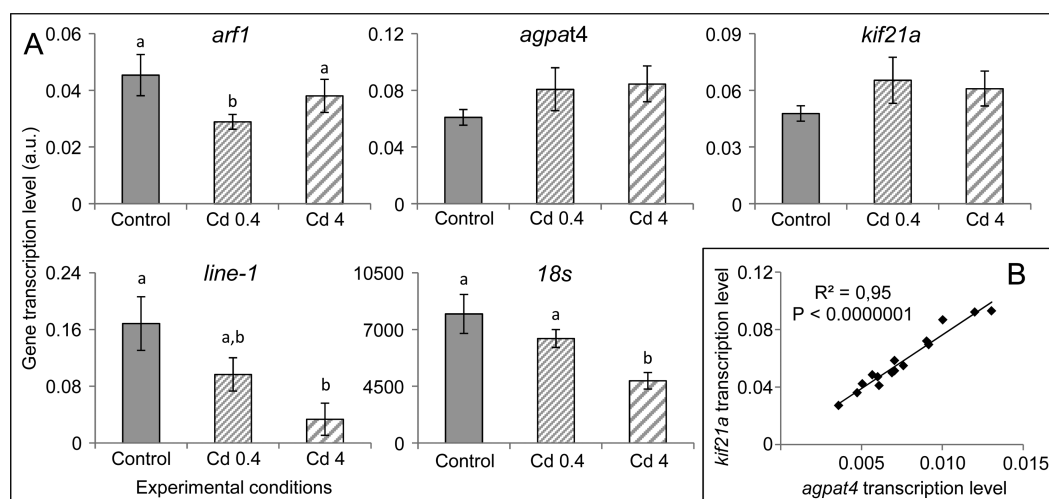 A
Gene transcription level (a.u.)
arf1
0.06
0.04
0.02
0.00
a
b
a
Control
Cd 0.4
Cd 4
agpat4
0.12
0.08
0.04
0.00
Control
Cd 0.4
Cd 4
kif21a
0.09
0.06
0.03
0.00
Control
Cd 0.4
Cd 4
line-1
0.24
0.16
0.08
0.00
a
a,b
b
Control
Cd 0.4
Cd 4
18s
10500
7000
4500
0
a
a
b
Control
Cd 0.4
Cd 4
Experimental conditions
B
kif21a transcription level
0.12
0.08
0.04
0
R² = 0,95
P < 0.0000001
0.005
0.010
0.015
agpat4 transcription level